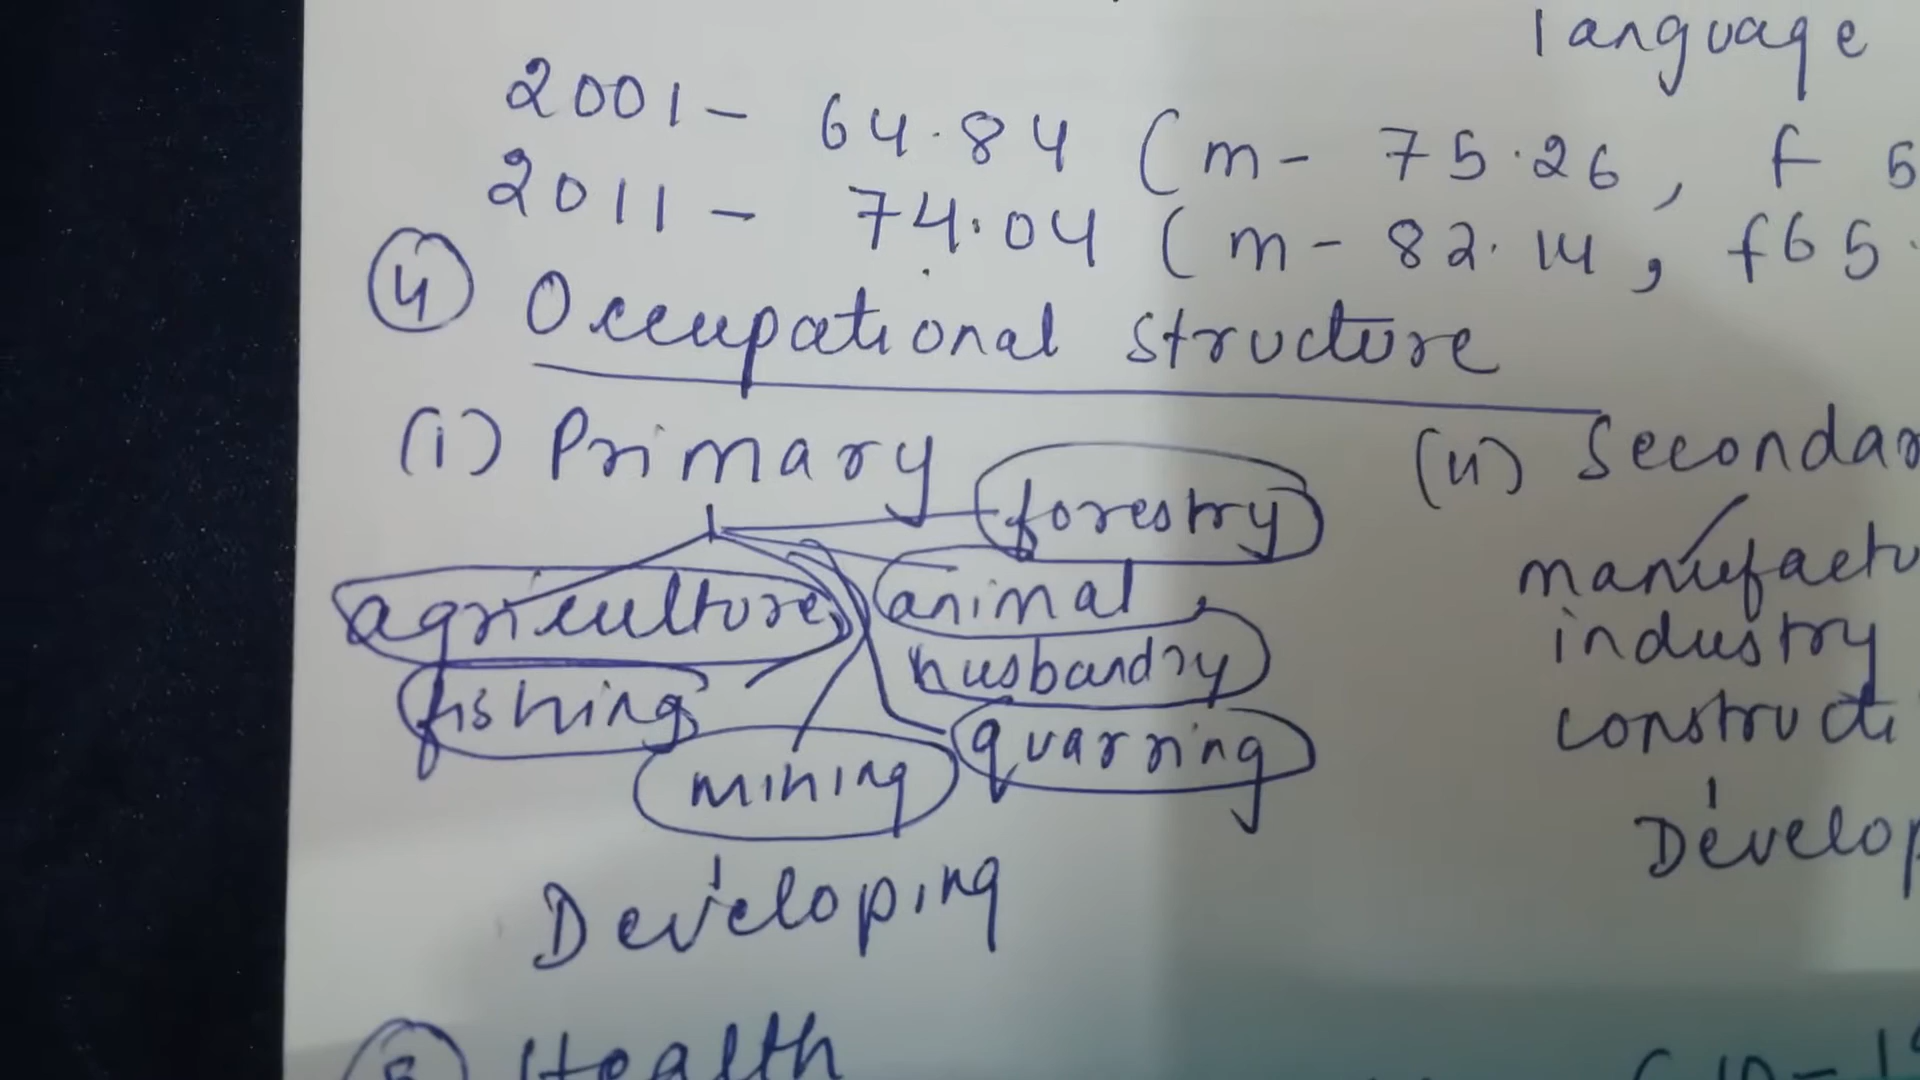 language
2001 - 64.84 (m - 75.26, f 5
2011 - 74.04 (m - 82.14, f 65.
4 Occupational structure
(i) Primary
(ii) Secondar
forestry
agriculture
animal
husbandry
fishing
quarring
mining
Developing
manufactu
industry
constructi
Develop
Health